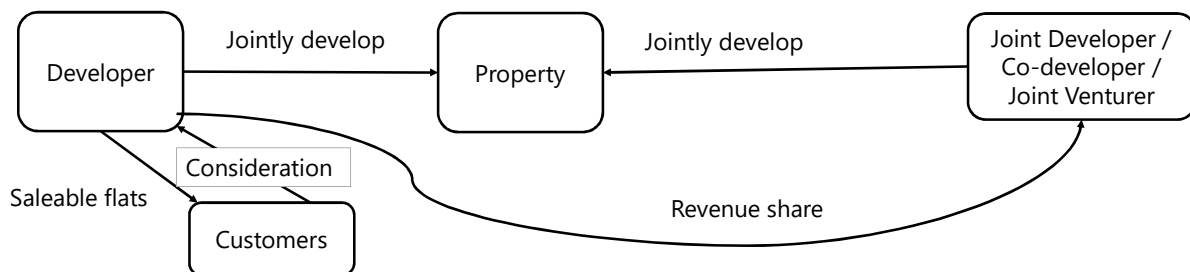 Developer
Jointly develop
Property
Jointly develop
Joint Developer /
Co-developer /
Joint Venturer
Consideration
Saleable flats
Customers
Revenue share